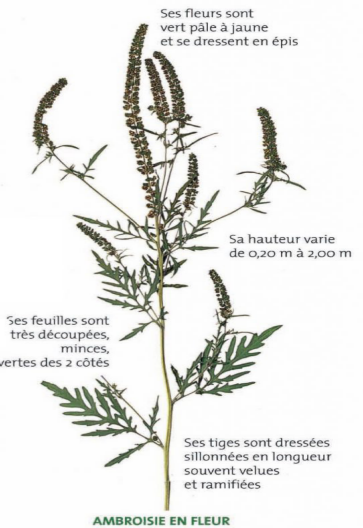 Ses fleurs sont
vert pâle à jaune
et se dressent en épis
Sa hauteur varie
de 0,20 m à 2,00 m
Ses feuilles sont
très découpées,
minces,
vertes des 2 côtés
Ses tiges sont dressées
sillonnées en longueur
souvent velues
et ramifiées
AMBROISIE EN FLEUR